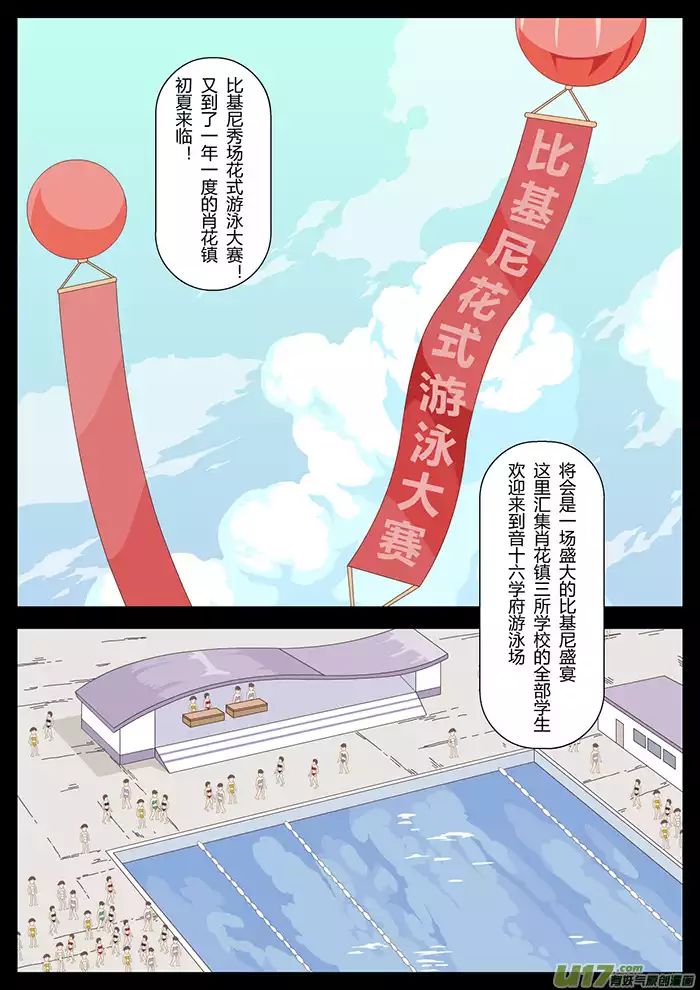 初夏来临！
又到了一年一度的肖花镇
比基尼秀场花式游泳大赛！
比基尼花式游泳大赛
欢迎来到音十六学府游泳场
这里汇集肖花镇三所学校的全部学生
将会是一场盛大的比基尼盛宴
U17.com
有妖气原创漫画